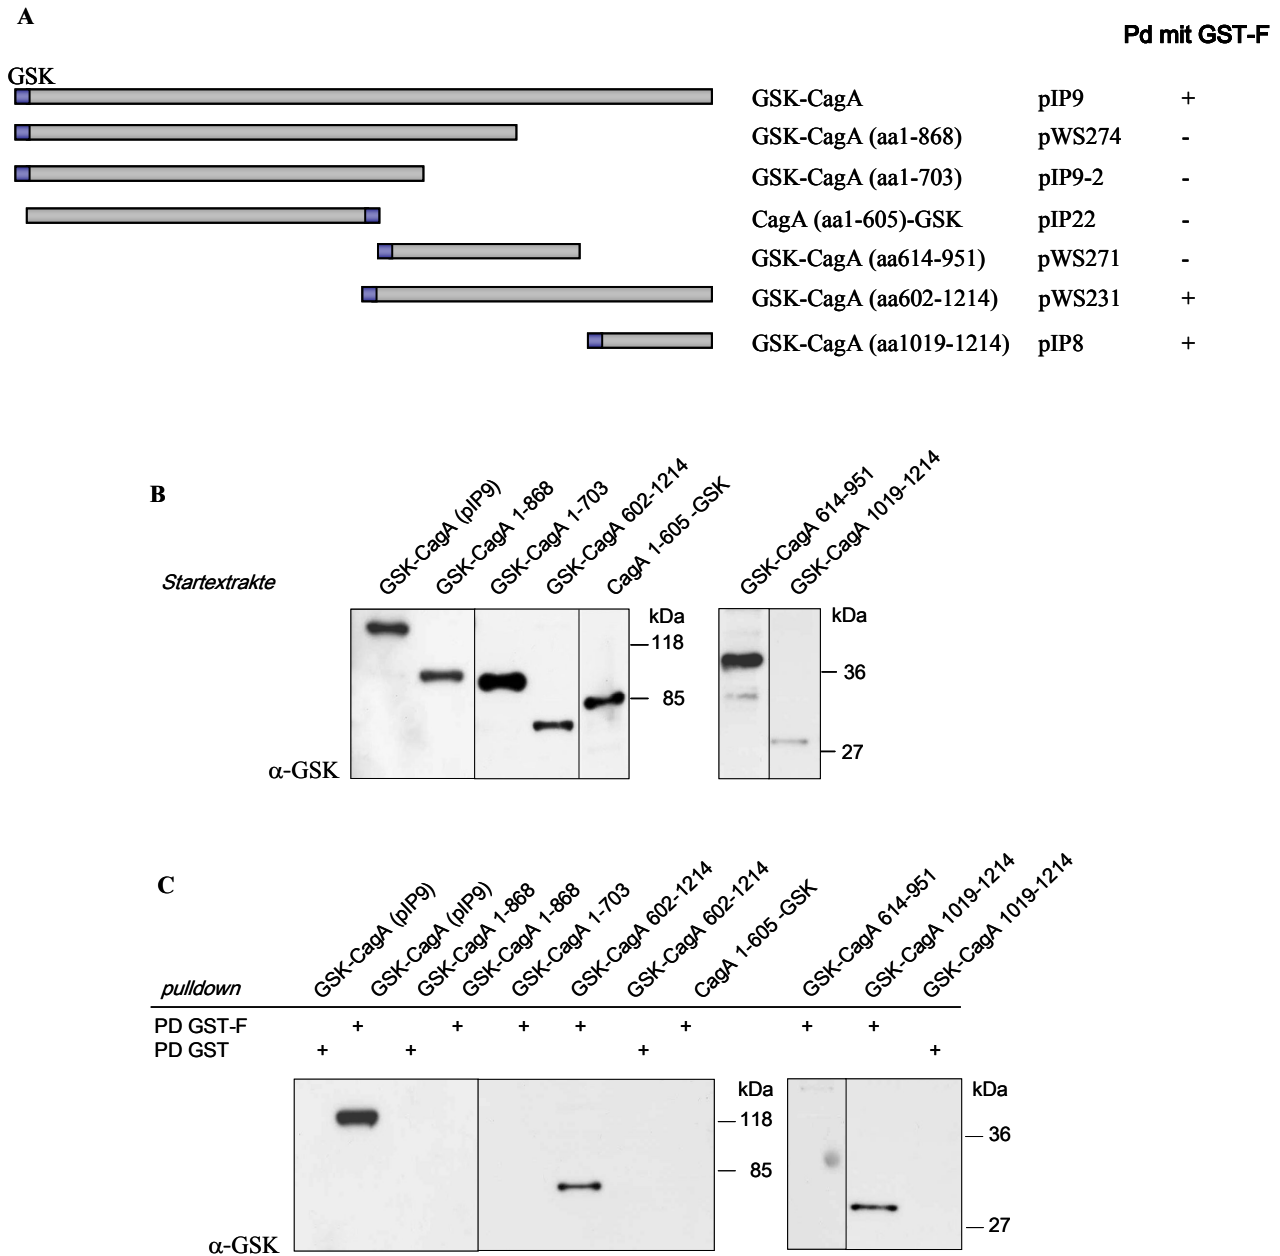 A
Pd mit GST-F
GSK
GSK-CagA pIP9 +
GSK-CagA (aa1-868) pWS274 -
GSK-CagA (aa1-703) pIP9-2 -
CagA (aa1-605)-GSK pIP22 -
GSK-CagA (aa614-951) pWS271 -
GSK-CagA (aa602-1214) pWS231 +
GSK-CagA (aa1019-1214) pIP8 +
B
Startextrakte
GSK-CagA (pIP9)
GSK-CagA 1-868
GSK-CagA 1-703
GSK-CagA 602-1214
CagA 1-605 -GSK
GSK-CagA 614-951
GSK-CagA 1019-1214
kDa
118
85
kDa
36
27
α-GSK
C
pulldown
GSK-CagA (pIP9)
GSK-CagA (pIP9)
GSK-CagA 1-868
GSK-CagA 1-868
GSK-CagA 1-703
GSK-CagA 602-1214
GSK-CagA 602-1214
CagA 1-605 -GSK
GSK-CagA 614-951
GSK-CagA 1019-1214
GSK-CagA 1019-1214
PD GST-F + + + + + + +
PD GST + + + +
kDa
118
85
kDa
36
27
α-GSK